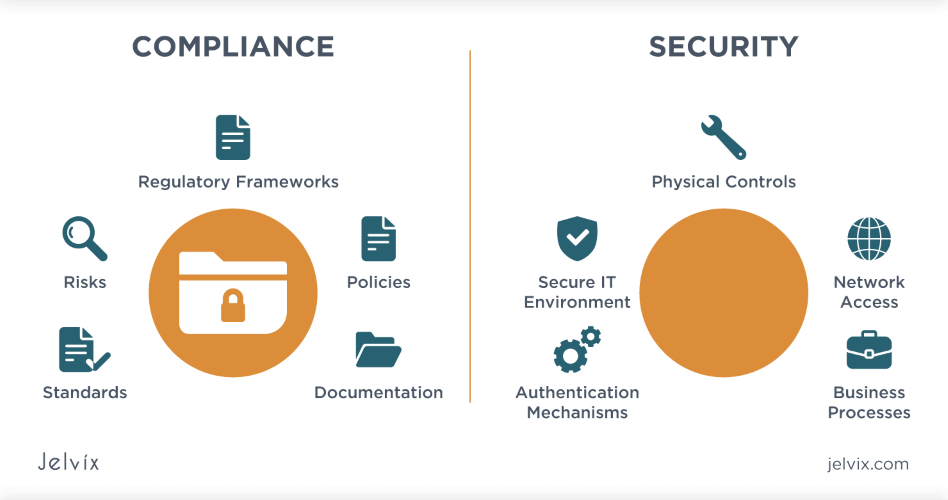 COMPLIANCE
Regulatory Frameworks
Risks
Policies
Standards
Documentation
SECURITY
Physical Controls
Secure IT
Environment
Network
Access
Authentication
Mechanisms
Business
Processes
Jelvix
jelvix.com